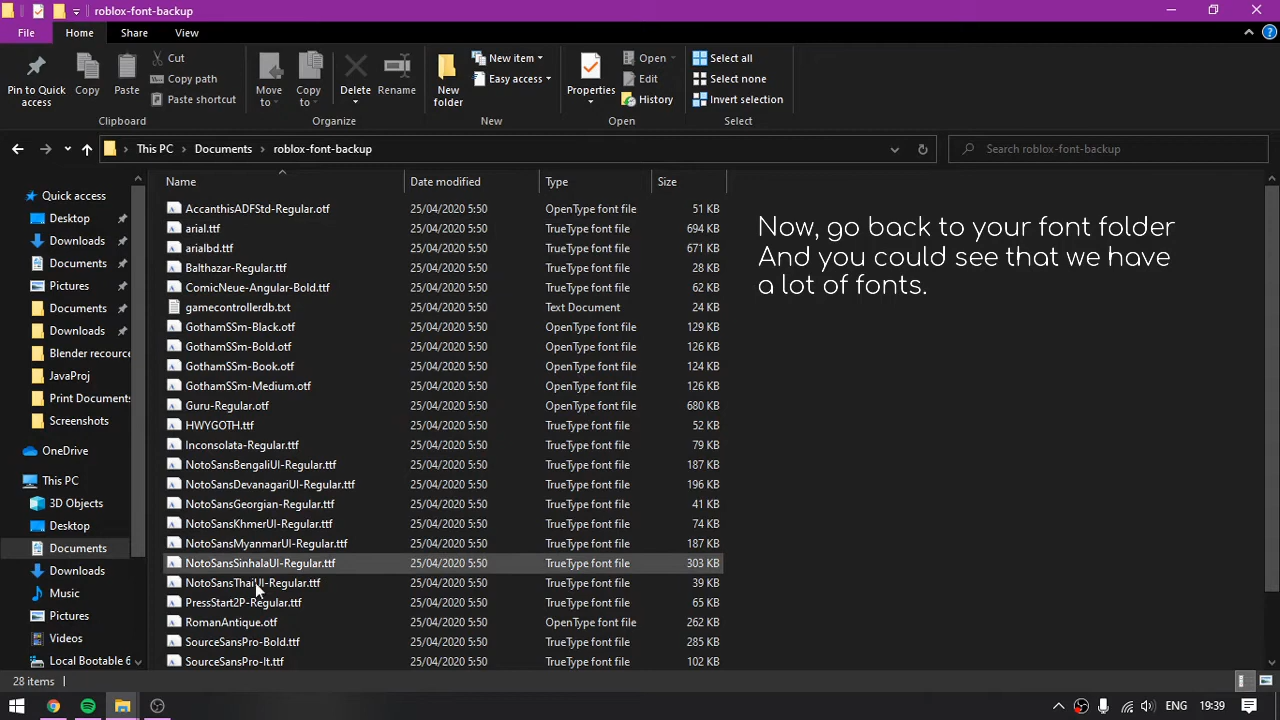 roblox-font-backup
File
Home
Share
View
Pin to Quick access
Copy
Paste
Cut
Copy path
Paste shortcut
Clipboard
Move to
Copy to
Delete
Rename
Organize
New folder
New item
Easy access
New
Properties
Open
Edit
History
Open
Select all
Select none
Invert selection
Select
This PC > Documents > roblox-font-backup
Search roblox-font-backup
Quick access
Desktop
Downloads
Documents
Pictures
Documents
Downloads
Blender resource
JavaProj
Print Documents
Screenshots
OneDrive
This PC
3D Objects
Desktop
Documents
Downloads
Music
Pictures
Videos
Local Bootable 6
Name Date modified Type Size
AccanthisADFStd-Regular.otf 25/04/2020 5:50 OpenType font file 51 KB
arial.ttf 25/04/2020 5:50 TrueType font file 694 KB
arialbd.ttf 25/04/2020 5:50 TrueType font file 671 KB
Balthazar-Regular.ttf 25/04/2020 5:50 TrueType font file 28 KB
ComicNeue-Angular-Bold.ttf 25/04/2020 5:50 TrueType font file 62 KB
gamecontrollerdb.txt 25/04/2020 5:50 Text Document 24 KB
GothamSSm-Black.otf 25/04/2020 5:50 OpenType font file 129 KB
GothamSSm-Bold.otf 25/04/2020 5:50 OpenType font file 126 KB
GothamSSm-Book.otf 25/04/2020 5:50 OpenType font file 124 KB
GothamSSm-Medium.otf 25/04/2020 5:50 OpenType font file 126 KB
Guru-Regular.otf 25/04/2020 5:50 OpenType font file 680 KB
HWYGOTH.ttf 25/04/2020 5:50 TrueType font file 52 KB
Inconsolata-Regular.ttf 25/04/2020 5:50 TrueType font file 79 KB
NotoSansBengaliUI-Regular.ttf 25/04/2020 5:50 TrueType font file 187 KB
NotoSansDevanagariUI-Regular.ttf 25/04/2020 5:50 TrueType font file 196 KB
NotoSansGeorgian-Regular.ttf 25/04/2020 5:50 TrueType font file 41 KB
NotoSansKhmerUI-Regular.ttf 25/04/2020 5:50 TrueType font file 74 KB
NotoSansMyanmarUI-Regular.ttf 25/04/2020 5:50 TrueType font file 187 KB
NotoSansSinhalaUI-Regular.ttf 25/04/2020 5:50 TrueType font file 303 KB
NotoSansThaiUI-Regular.ttf 25/04/2020 5:50 TrueType font file 39 KB
PressStart2P-Regular.ttf 25/04/2020 5:50 TrueType font file 65 KB
RomanAntique.otf 25/04/2020 5:50 OpenType font file 262 KB
SourceSansPro-Bold.ttf 25/04/2020 5:50 TrueType font file 285 KB
SourceSansPro-It.ttf 25/04/2020 5:50 TrueType font file 102 KB
Now, go back to your font folder
And you could see that we have
a lot of fonts.
28 items
ENG 19:39